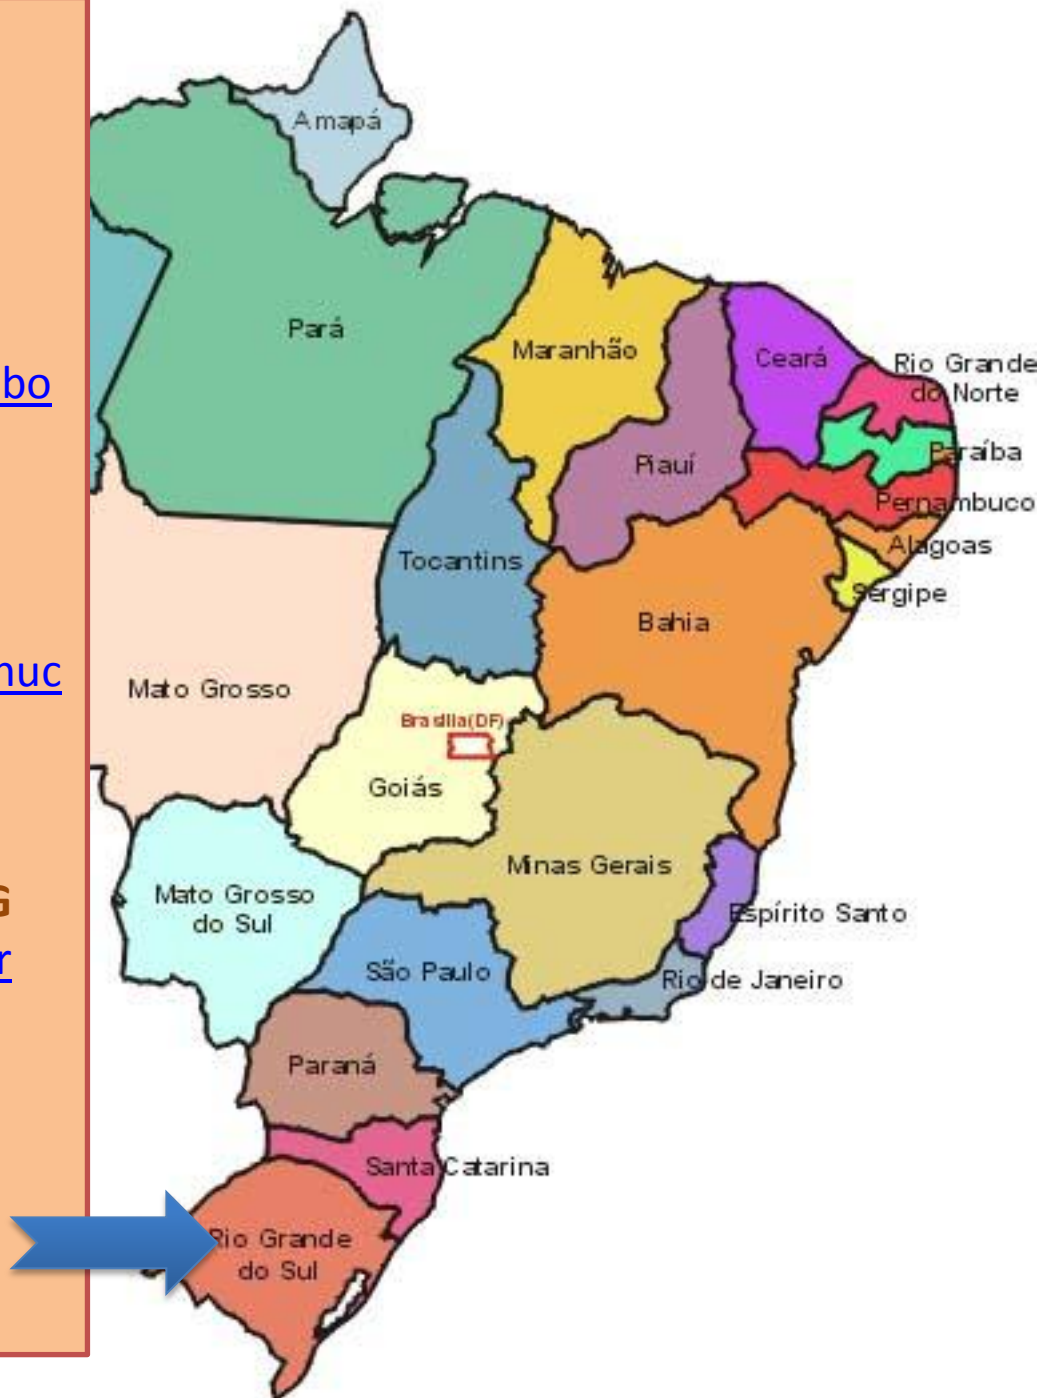 Amapá
Pará
Maranhão
Ceará
Rio Grande
do Norte
bo
Piauí
Paraíba
Pernambuco
Alagoas
Tocantins
Sergipe
Bahia
nuc
Mato Grosso
Brasília(DF)
Goiás
Minas Gerais
Mato Grosso
do Sul
G
Espírito Santo
r
São Paulo
Rio de Janeiro
Paraná
Santa Catarina
Rio Grande
do Sul